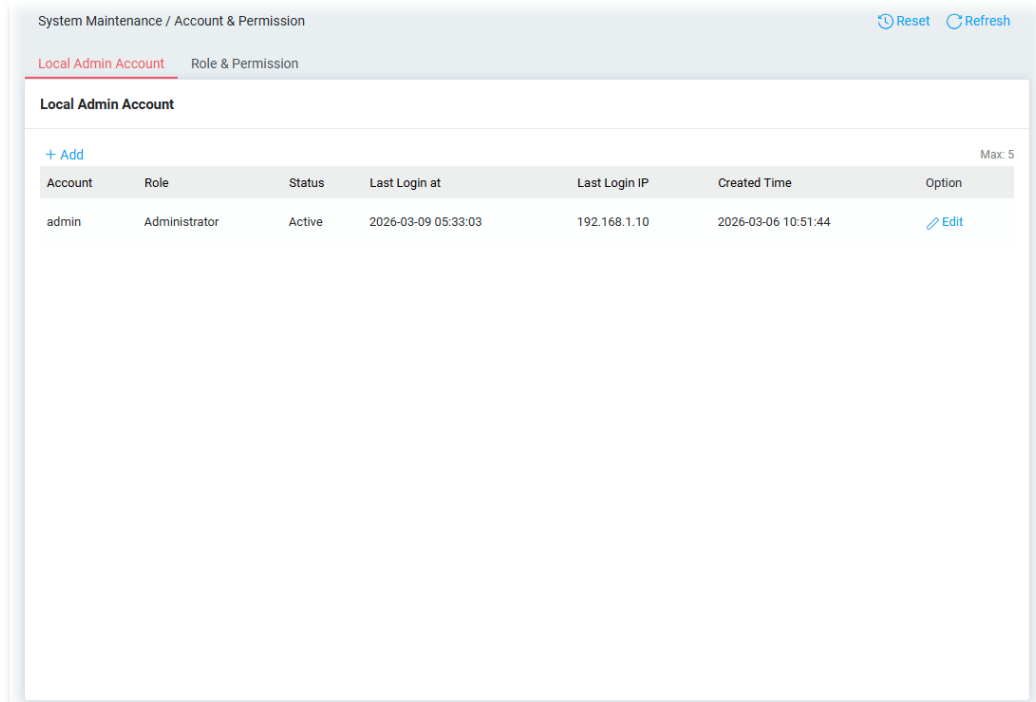 System Maintenance / Account & Permission Reset Refresh
Local Admin Account Role & Permission
Local Admin Account
+ Add Max: 5
Account Role Status Last Login at Last Login IP Created Time Option
admin Administrator Active 2026-03-09 05:33:03 192.168.1.10 2026-03-06 10:51:44 Edit